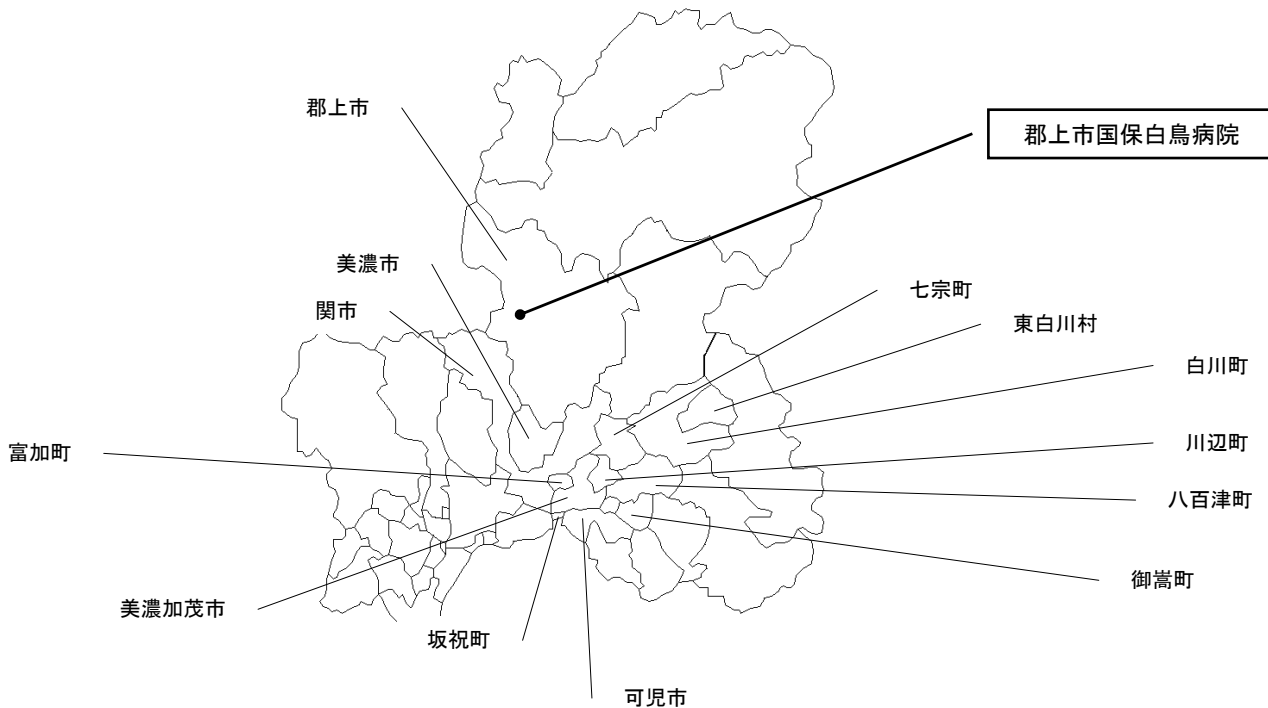 郡上市
郡上市国保白鳥病院
美濃市
七宗町
関市
東白川村
白川町
川辺町
富加町
八百津町
御嵩町
美濃加茂市
坂祝町
可児市